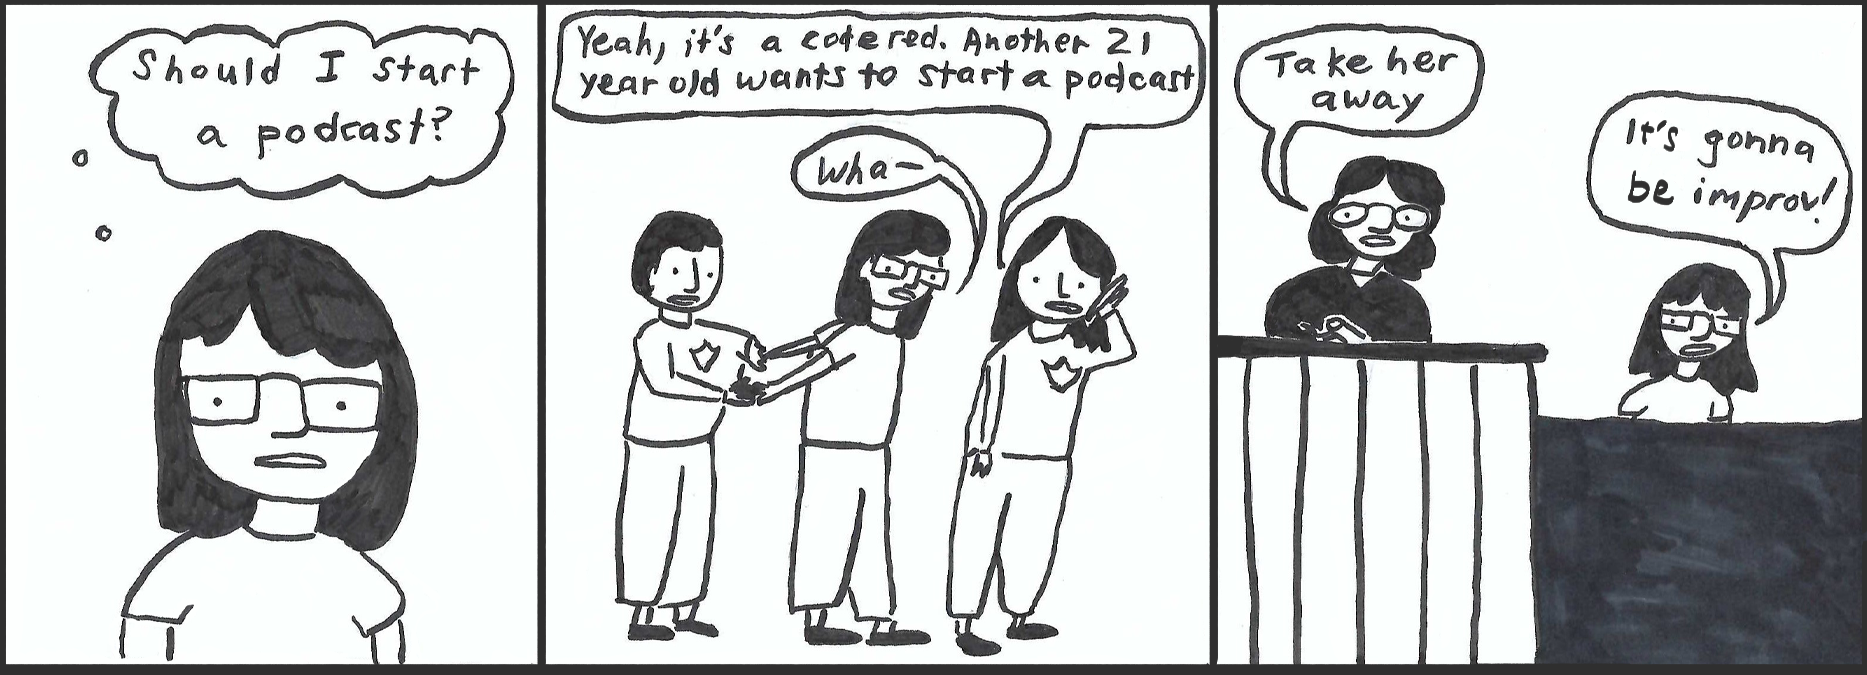 Should I start
a podcast?
Yeah, it's a code red. Another 21
year old wants to start a podcast
Wha-
Take her
away
It's gonna
be improv!